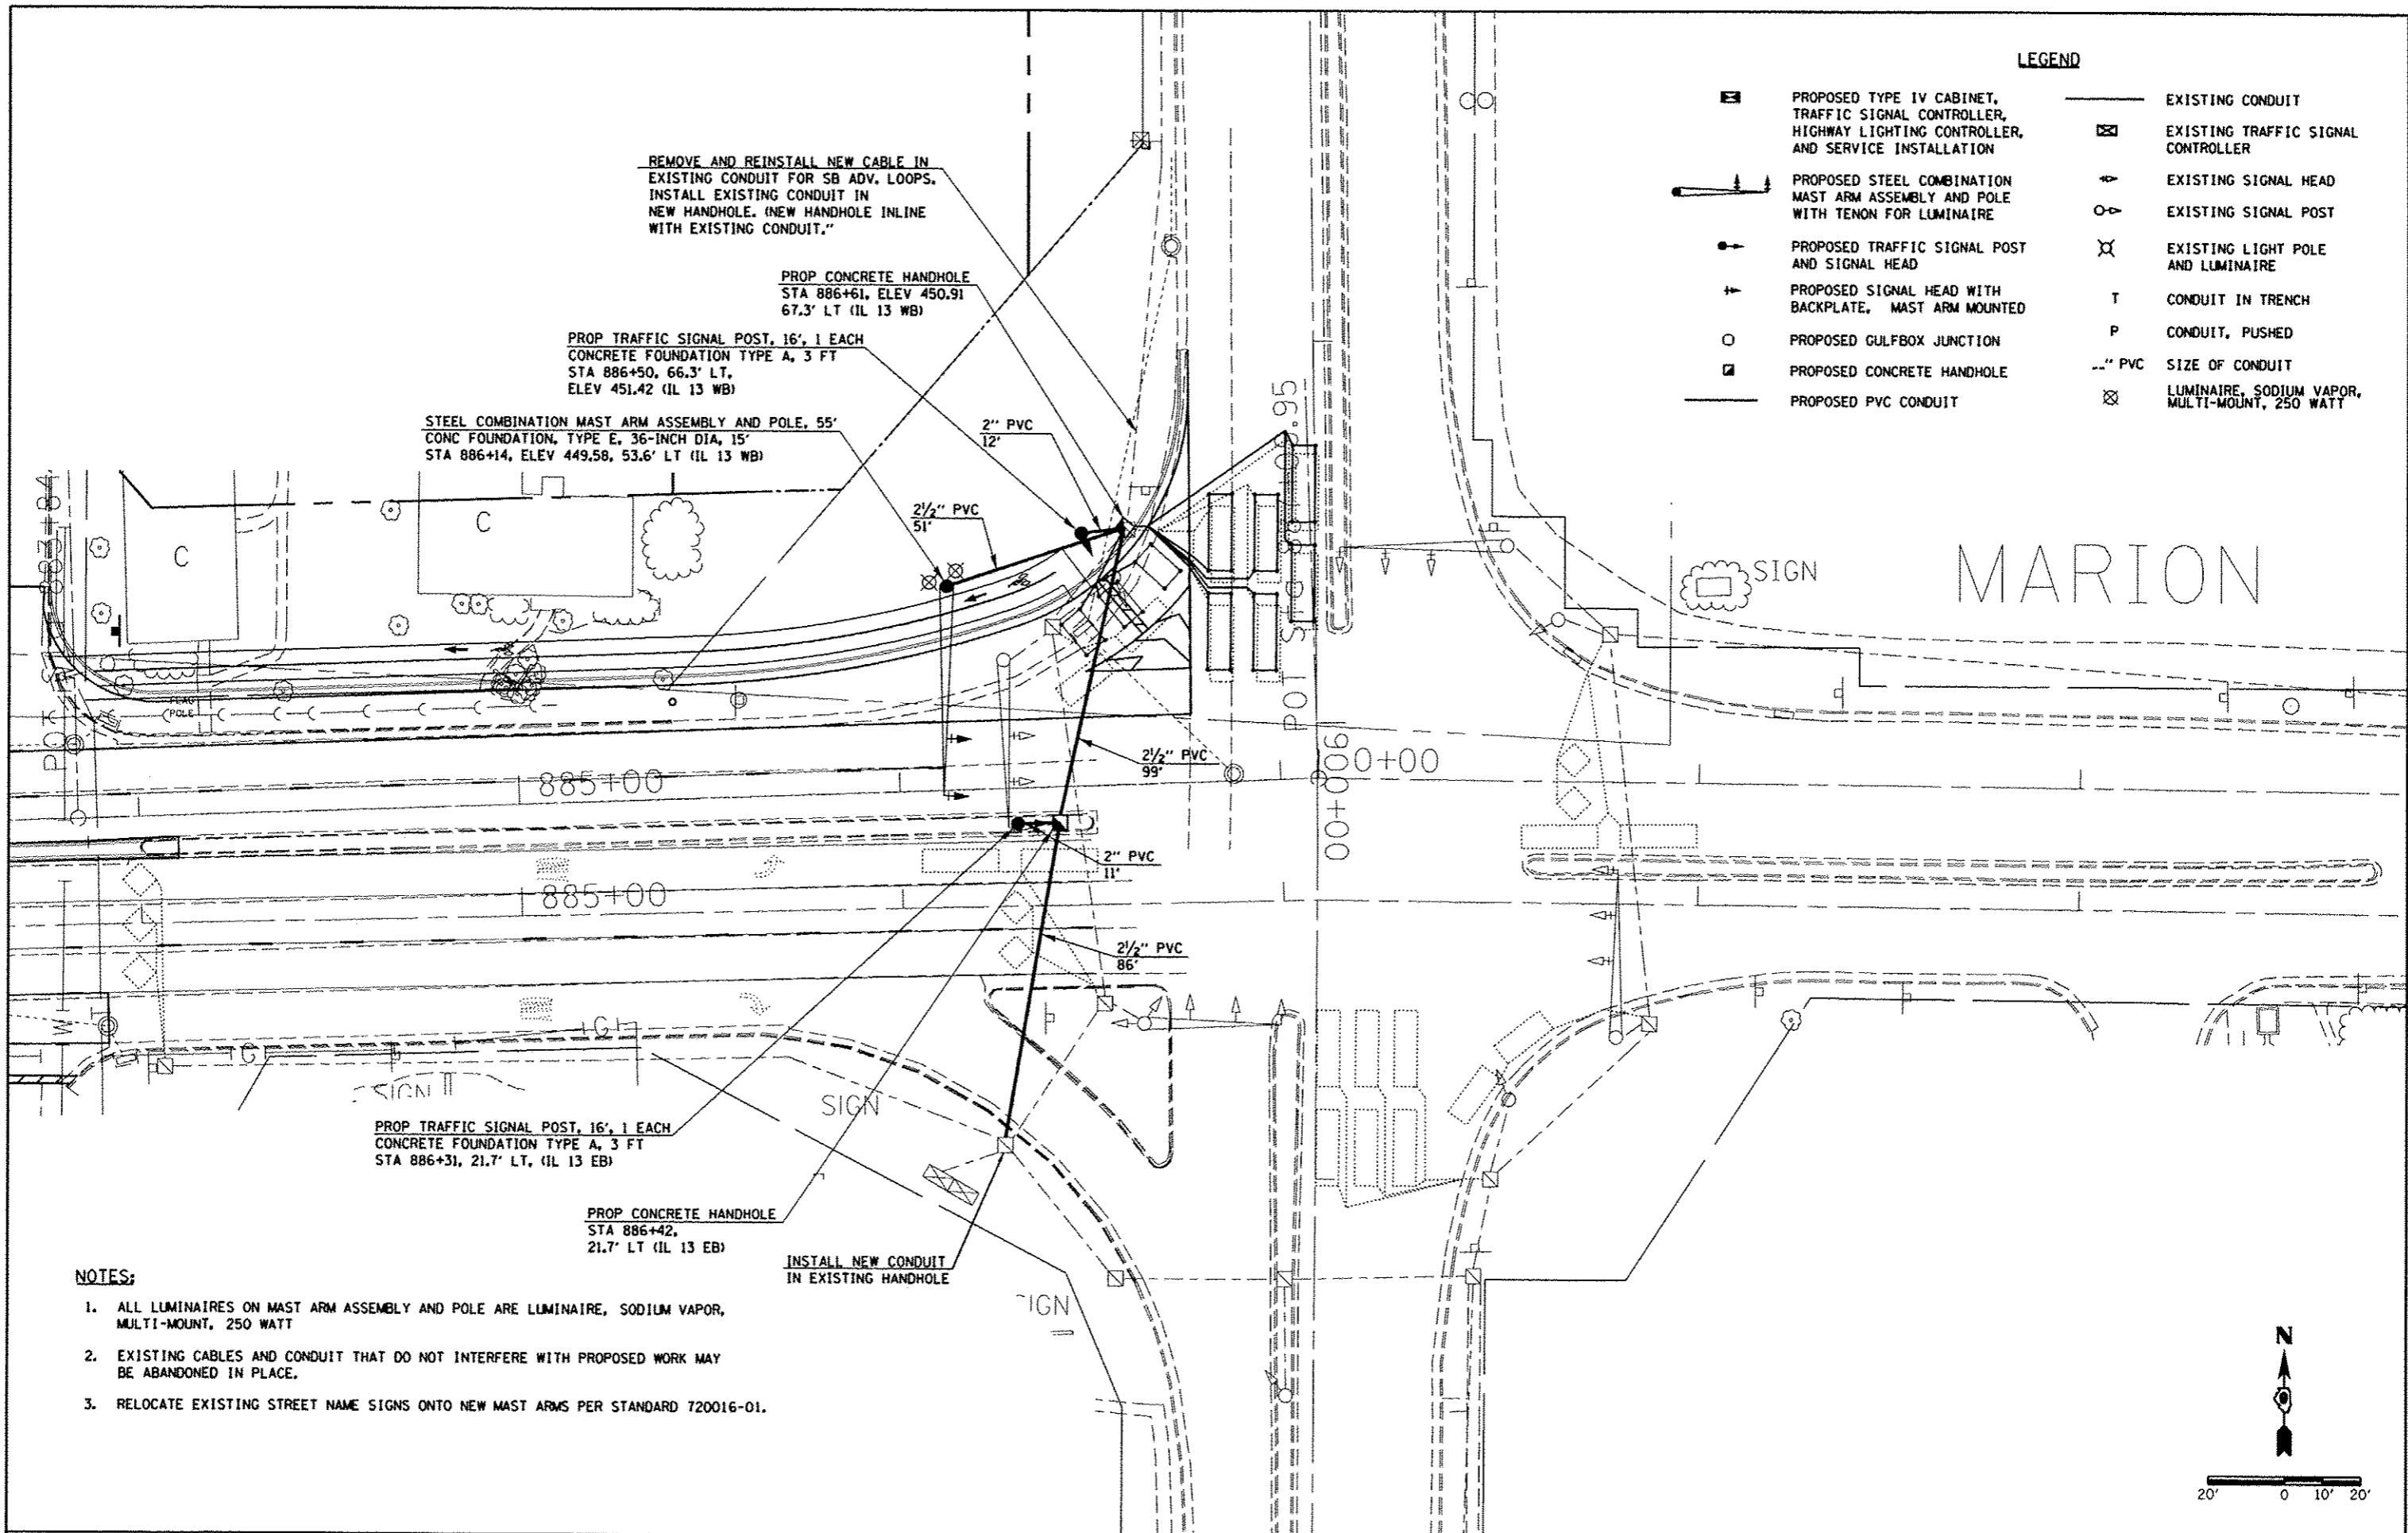 LEGEND
PROPOSED TYPE IV CABINET,
TRAFFIC SIGNAL CONTROLLER,
HIGHWAY LIGHTING CONTROLLER,
AND SERVICE INSTALLATION
PROPOSED STEEL COMBINATION
MAST ARM ASSEMBLY AND POLE
WITH TENON FOR LUMINAIRE
PROPOSED TRAFFIC SIGNAL POST
AND SIGNAL HEAD
PROPOSED SIGNAL HEAD WITH
BACKPLATE, MAST ARM MOUNTED
PROPOSED GULFBOX JUNCTION
PROPOSED CONCRETE HANDHOLE
PROPOSED PVC CONDUIT
EXISTING CONDUIT
EXISTING TRAFFIC SIGNAL
CONTROLLER
EXISTING SIGNAL HEAD
EXISTING SIGNAL POST
EXISTING LIGHT POLE
AND LUMINAIRE
T CONDUIT IN TRENCH
P CONDUIT, PUSHED
__" PVC SIZE OF CONDUIT
LUMINAIRE, SODIUM VAPOR,
MULTI-MOUNT, 250 WATT
REMOVE AND REINSTALL NEW CABLE IN
EXISTING CONDUIT FOR SB ADV. LOOPS.
INSTALL EXISTING CONDUIT IN
NEW HANDHOLE. (NEW HANDHOLE INLINE
WITH EXISTING CONDUIT."
PROP CONCRETE HANDHOLE
STA 886+61, ELEV 450.91
67.3' LT (IL 13 WB)
PROP TRAFFIC SIGNAL POST, 16', 1 EACH
CONCRETE FOUNDATION TYPE A, 3 FT
STA 886+50, 66.3' LT,
ELEV 451.42 (IL 13 WB)
STEEL COMBINATION MAST ARM ASSEMBLY AND POLE, 55'
CONC FOUNDATION, TYPE E, 36-INCH DIA, 15'
STA 886+14, ELEV 449.58, 53.6' LT (IL 13 WB)
2" PVC
12'
2½" PVC
51'
C
C
SIGN
MARION
FLAG
POLE
POT
885+00
2½" PVC
99'
0+00
900+00
2" PVC
11'
885+00
2½" PVC
86'
G
G
SIGN
SIGN
PROP TRAFFIC SIGNAL POST, 16', 1 EACH
CONCRETE FOUNDATION TYPE A, 3 FT
STA 886+31, 21.7' LT, (IL 13 EB)
PROP CONCRETE HANDHOLE
STA 886+42,
21.7' LT (IL 13 EB)
INSTALL NEW CONDUIT
IN EXISTING HANDHOLE
IGN
NOTES:
1. ALL LUMINAIRES ON MAST ARM ASSEMBLY AND POLE ARE LUMINAIRE, SODIUM VAPOR,
MULTI-MOUNT, 250 WATT
2. EXISTING CABLES AND CONDUIT THAT DO NOT INTERFERE WITH PROPOSED WORK MAY
BE ABANDONED IN PLACE.
3. RELOCATE EXISTING STREET NAME SIGNS ONTO NEW MAST ARMS PER STANDARD 720016-01.
N
20' 0 10' 20'